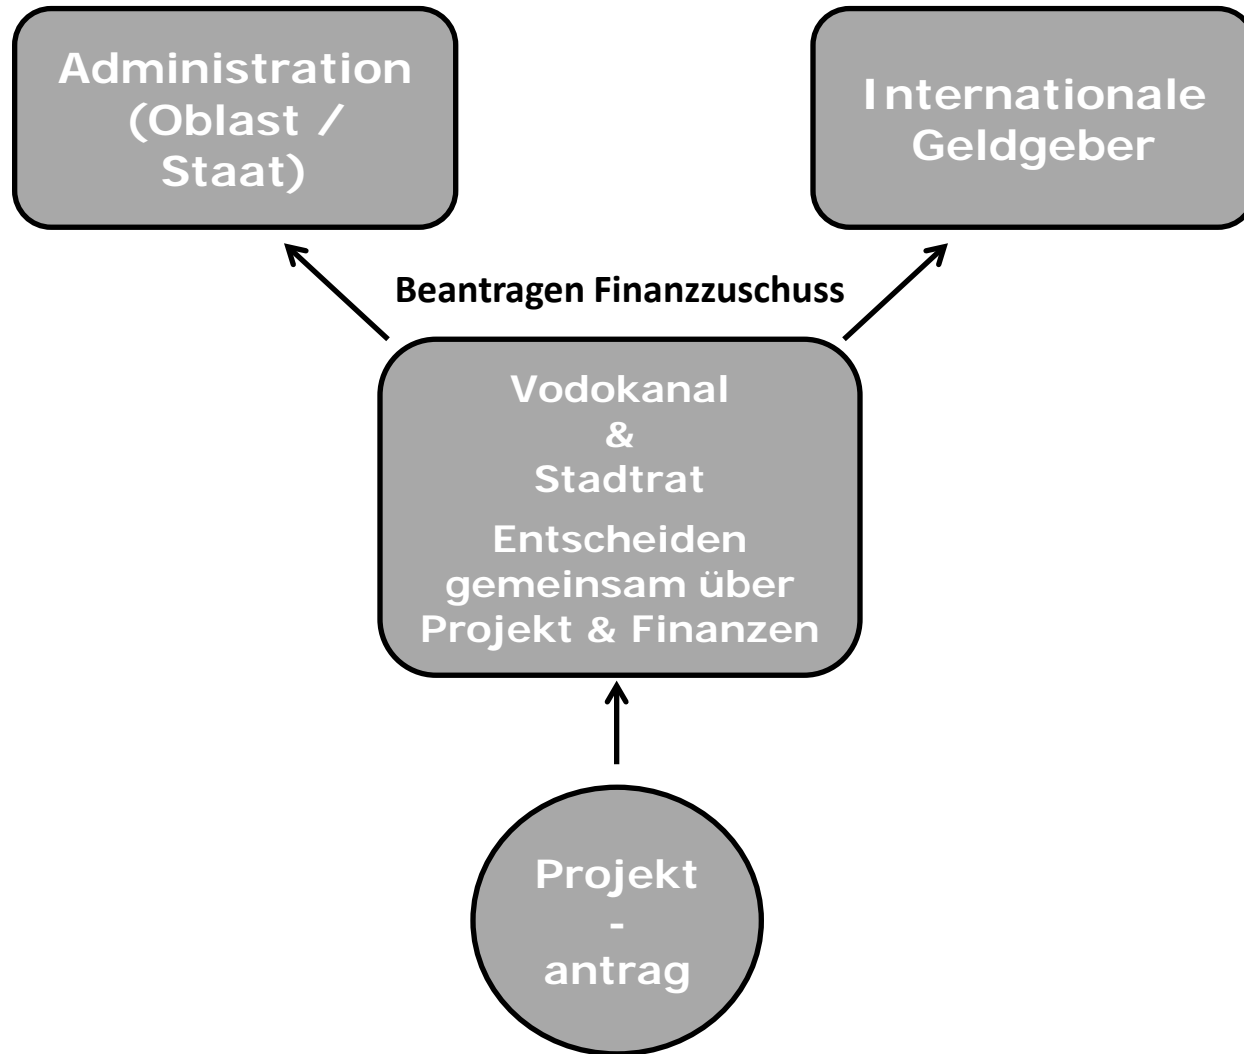 Administration
(Oblast /
Staat)
Internationale
Geldgeber
Beantragen Finanzzuschuss
Vodokanal
&
Stadtrat
Entscheiden
gemeinsam über
Projekt & Finanzen
Projekt
-
antrag